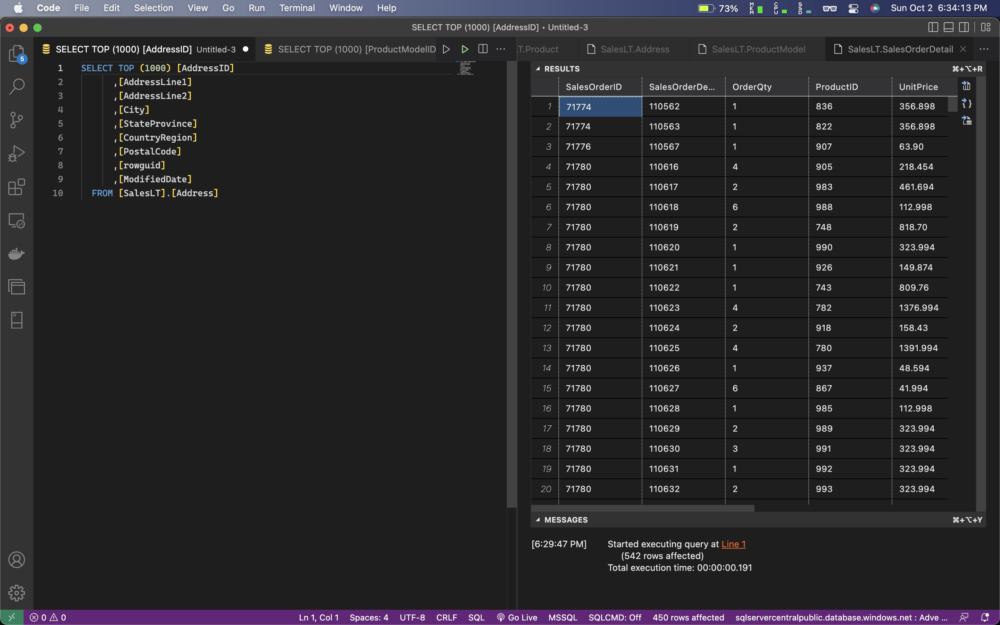 Code File Edit Selection View Go Run Terminal Window Help 73% MEM CPU SSD Sun Oct 2 6:34:13 PM
SELECT TOP (1000) [AddressID] • Untitled-3
SELECT TOP (1000) [AddressID] Untitled-3 SELECT TOP (1000) [ProductModelID T.Product SalesLT.Address SalesLT.ProductModel SalesLT.SalesOrderDetail
5
1 SELECT TOP (1000) [AddressID]
2 ,[AddressLine1]
3 ,[AddressLine2]
4 ,[City]
5 ,[StateProvince]
6 ,[CountryRegion]
7 ,[PostalCode]
8 ,[rowguid]
9 ,[ModifiedDate]
10 FROM [SalesLT].[Address]
RESULTS ⌘+⌥+R
SalesOrderID SalesOrderDe... OrderQty ProductID UnitPrice
1 71774 110562 1 836 356.898
2 71774 110563 1 822 356.898
3 71776 110567 1 907 63.90
4 71780 110616 4 905 218.454
5 71780 110617 2 983 461.694
6 71780 110618 6 988 112.998
7 71780 110619 2 748 818.70
8 71780 110620 1 990 323.994
9 71780 110621 1 926 149.874
10 71780 110622 1 743 809.76
11 71780 110623 4 782 1376.994
12 71780 110624 2 918 158.43
13 71780 110625 4 780 1391.994
14 71780 110626 1 937 48.594
15 71780 110627 6 867 41.994
16 71780 110628 1 985 112.998
17 71780 110629 2 989 323.994
18 71780 110630 3 991 323.994
19 71780 110631 1 992 323.994
20 71780 110632 2 993 323.994
MESSAGES ⌘+⌥+Y
[6:29:47 PM] Started executing query at Line 1
(542 rows affected)
Total execution time: 00:00:00.191
0 0 Ln 1, Col 1 Spaces: 4 UTF-8 CRLF SQL Go Live MSSQL SQLCMD: Off 450 rows affected sqlservercentralpublic.database.windows.net : Adve ...